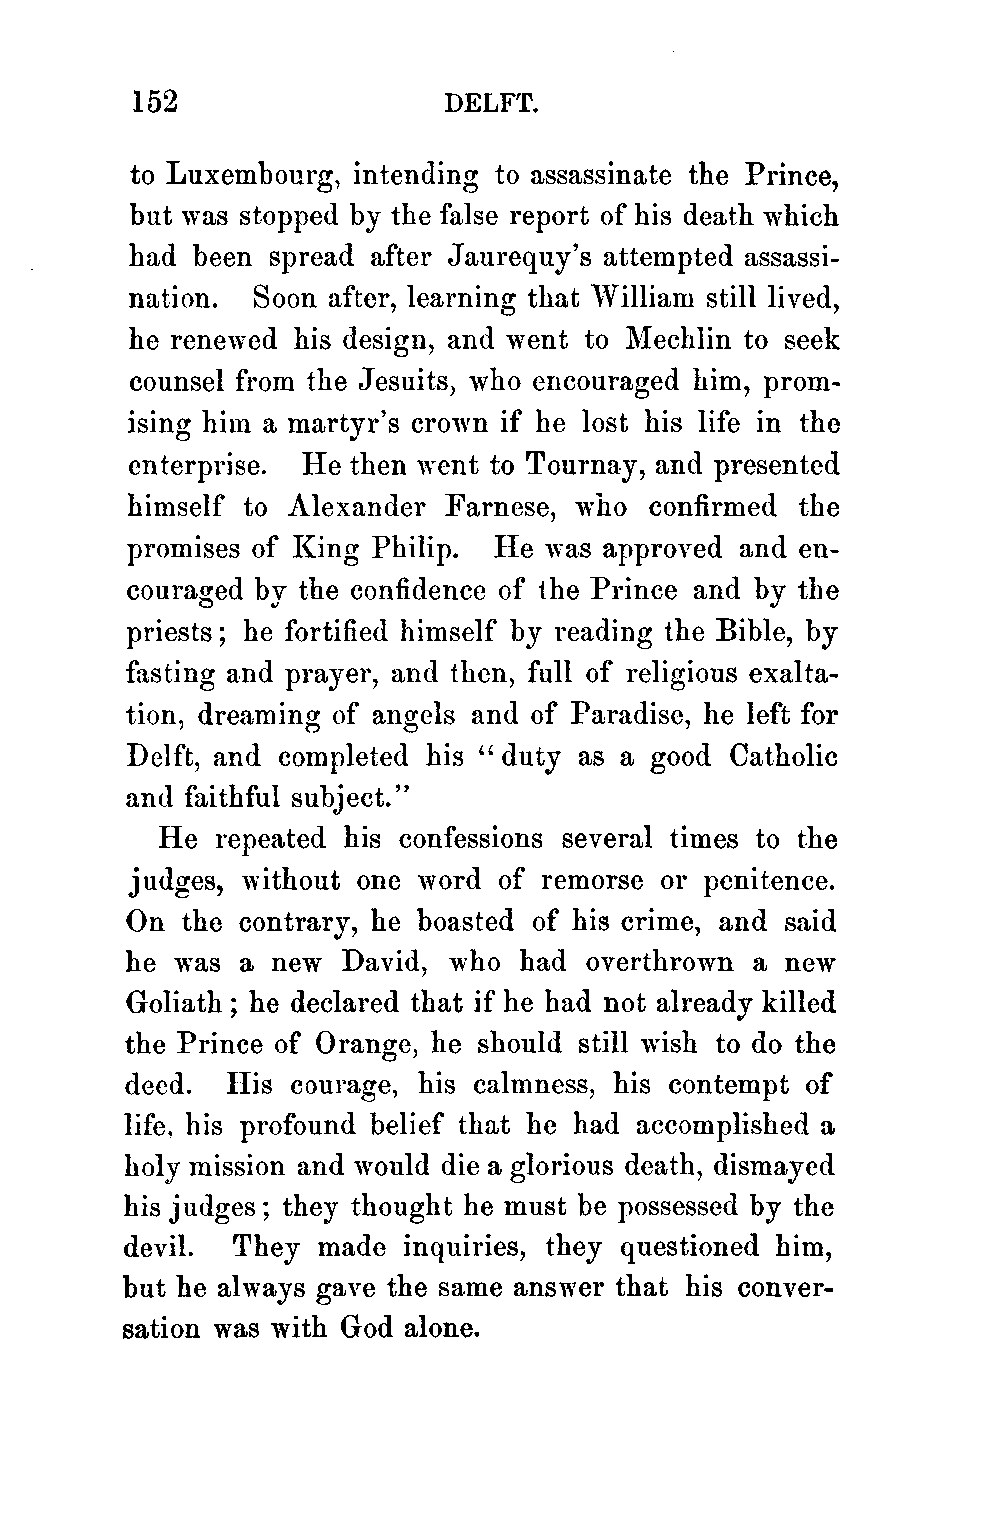 152 DELFT.
to Luxembourg, intending to assassinate the Prince,
but was stopped by the false report of his death which
had been spread after Jaurequy's attempted assassi-
nation. Soon after, learning that William still lived,
he renewed his design, and went to Mechlin to seek
counsel from the Jesuits, who encouraged him, prom-
ising him a martyr's crown if he lost his life in the
enterprise. He then went to Tournay, and presented
himself to Alexander Farnese, who confirmed the
promises of King Philip. He was approved and en-
couraged by the confidence of the Prince and by the
priests; he fortified himself by reading the Bible, by
fasting and prayer, and then, full of religious exalta-
tion, dreaming of angels and of Paradise, he left for
Delft, and completed his "duty as a good Catholic
and faithful subject."
He repeated his confessions several times to the
judges, without one word of remorse or penitence.
On the contrary, he boasted of his crime, and said
he was a new David, who had overthrown a new
Goliath; he declared that if he had not already killed
the Prince of Orange, he should still wish to do the
deed. His courage, his calmness, his contempt of
life, his profound belief that he had accomplished a
holy mission and would die a glorious death, dismayed
his judges; they thought he must be possessed by the
devil. They made inquiries, they questioned him,
but he always gave the same answer that his conver-
sation was with God alone.